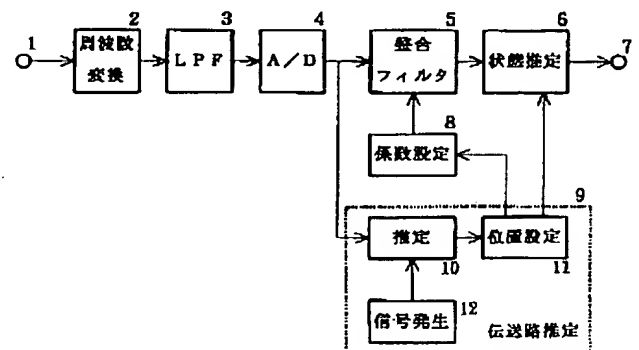 1
2
3
4
5
6
7
周波数
変換
LPF
A/D
整合
フィルタ
状態推定
8
係数設定
9
推定
位置設定
10
11
信号発生
12
伝送路推定